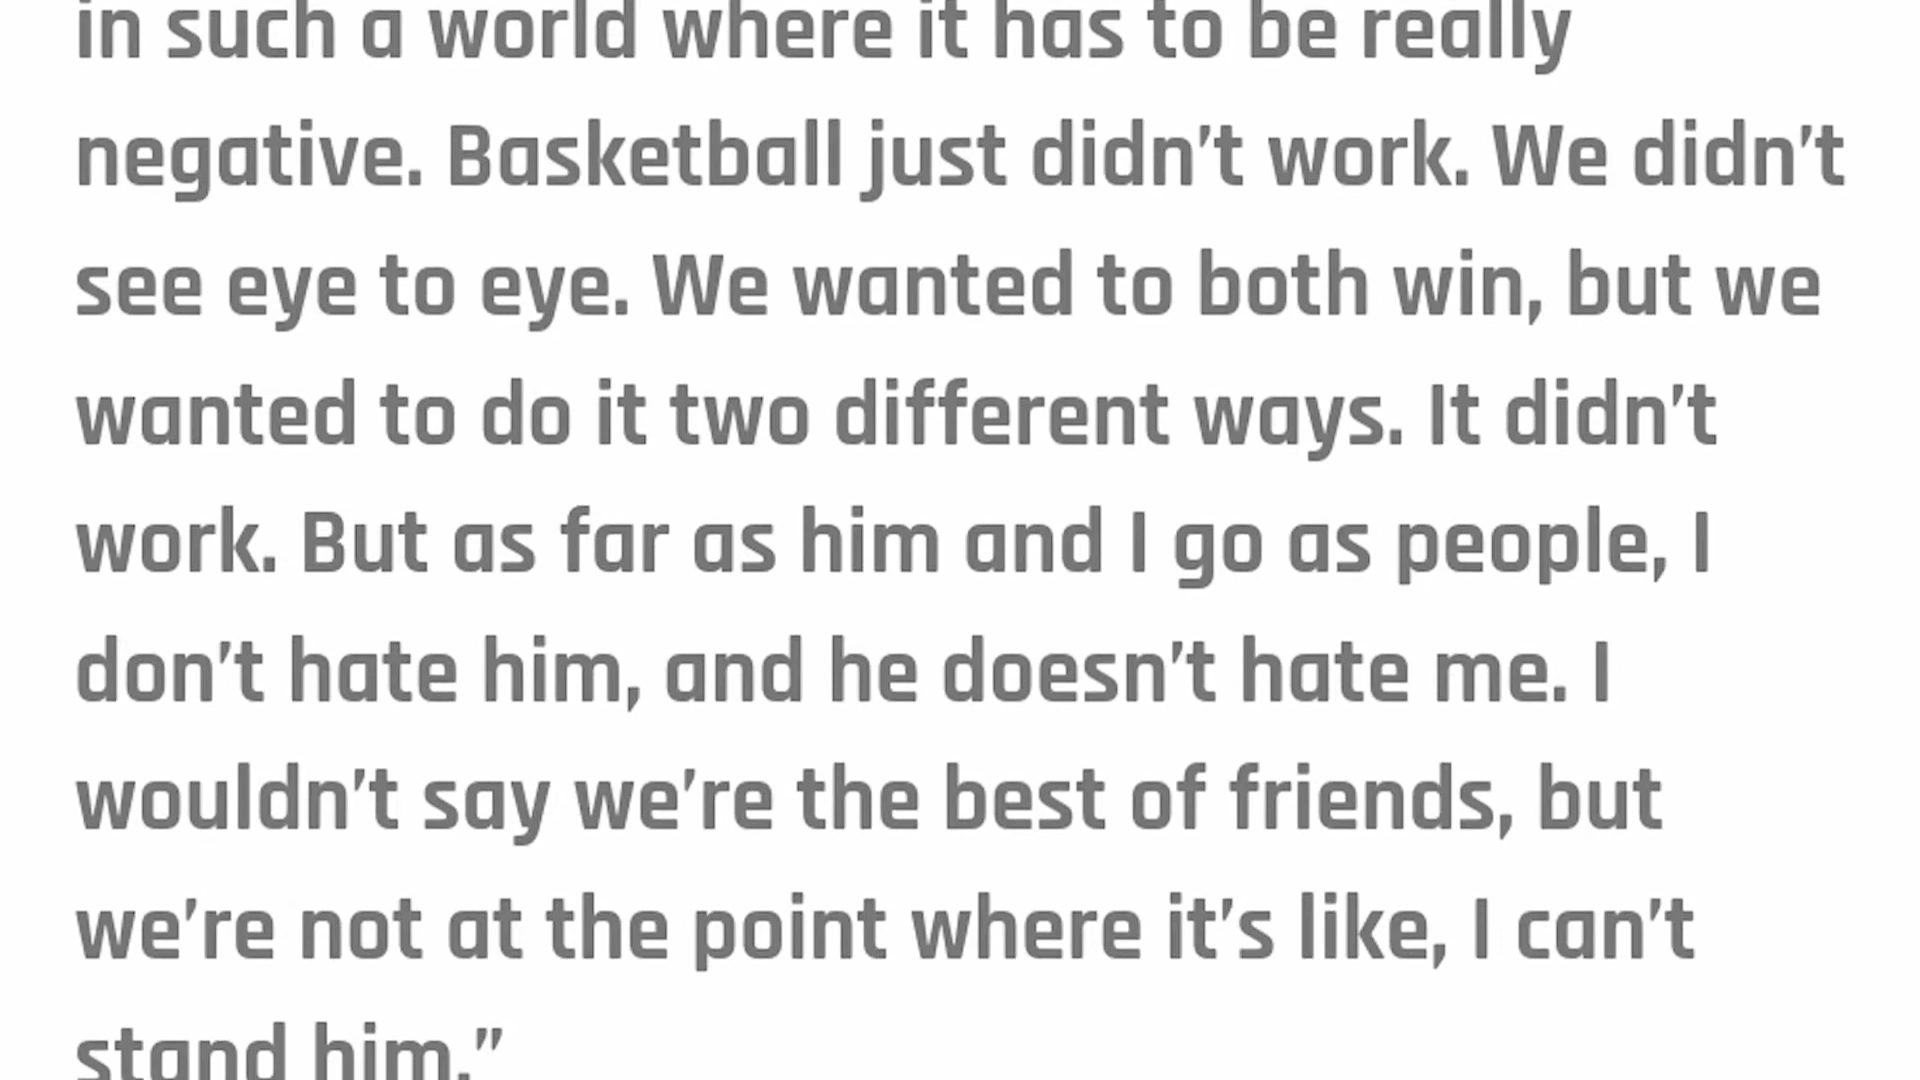 in such a world where it has to be really
negative. Basketball just didn’t work. We didn’t
see eye to eye. We wanted to both win, but we
wanted to do it two different ways. It didn’t
work. But as far as him and I go as people, I
don’t hate him, and he doesn’t hate me. I
wouldn’t say we’re the best of friends, but
we’re not at the point where it’s like, I can’t
stand him.”